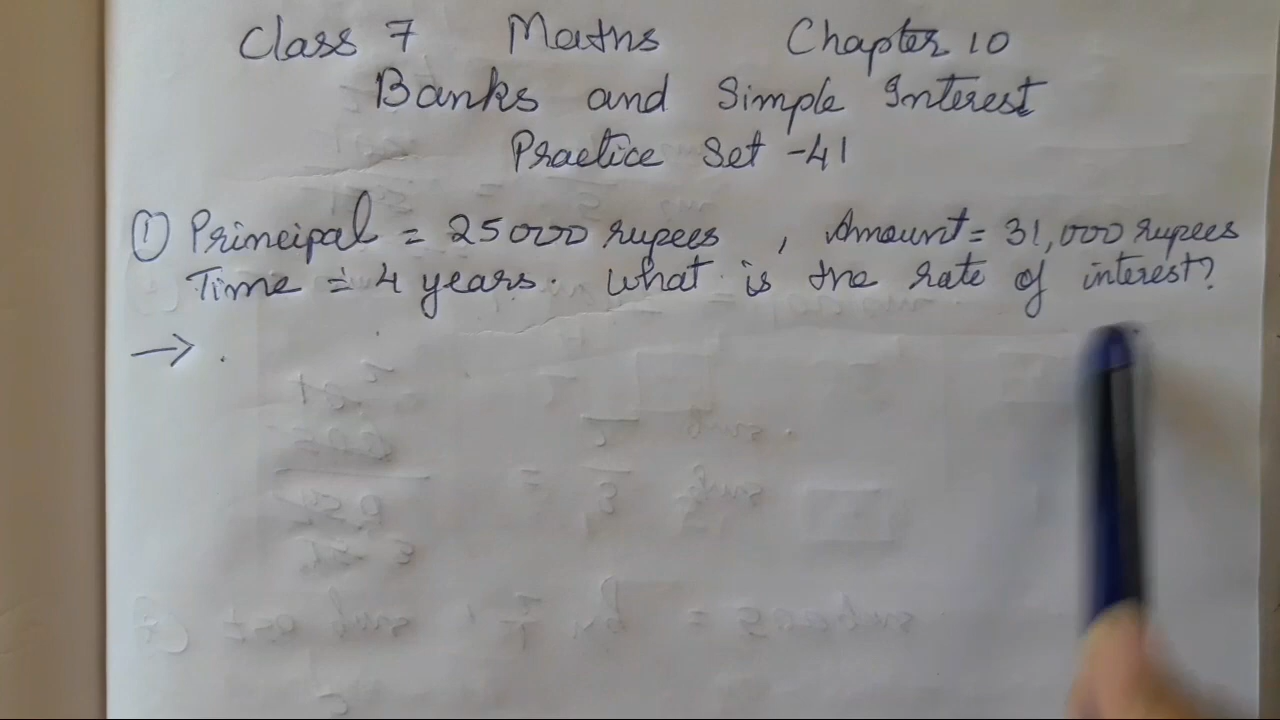 Class 7 Maths Chapter 10
Banks and Simple Interest
Practice Set -41
① Principal = 25000 rupees , Amount = 31,000 rupees
Time = 4 years. What is the rate of interest?
→ .